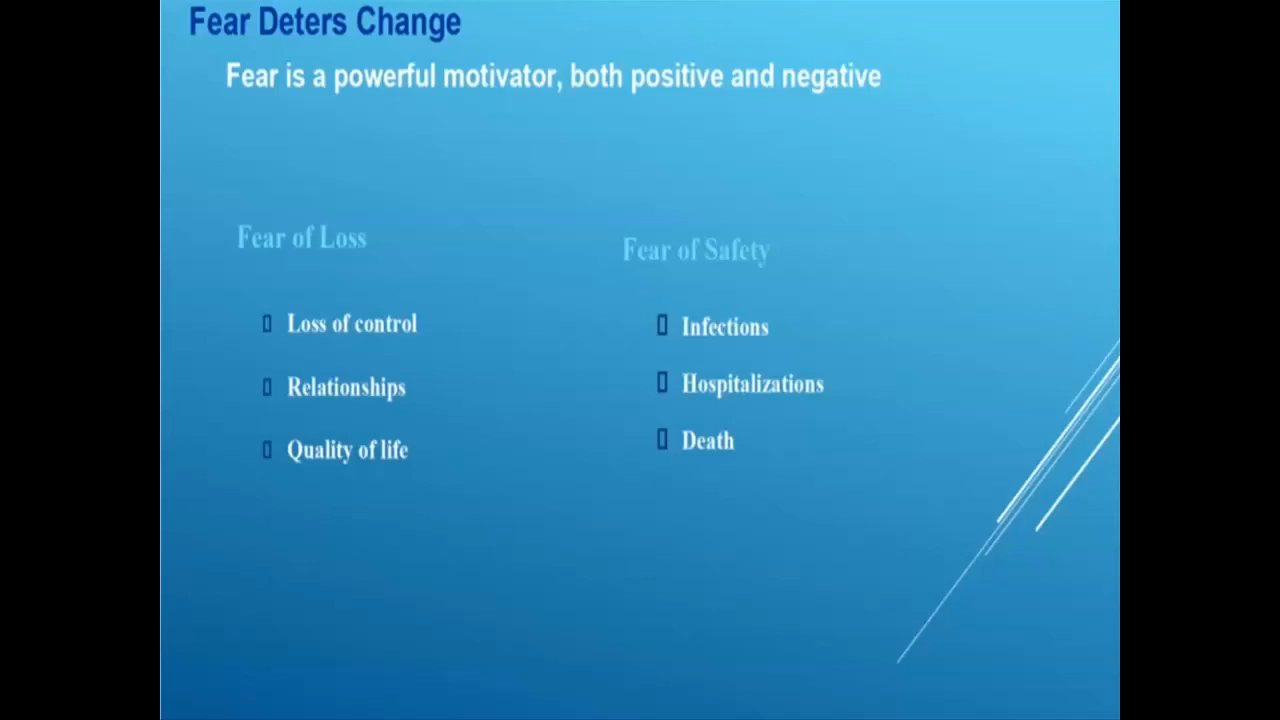 Fear Deters Change
Fear is a powerful motivator, both positive and negative
Fear of Loss
Loss of control
Relationships
Quality of life
Fear of Safety
Infections
Hospitalizations
Death